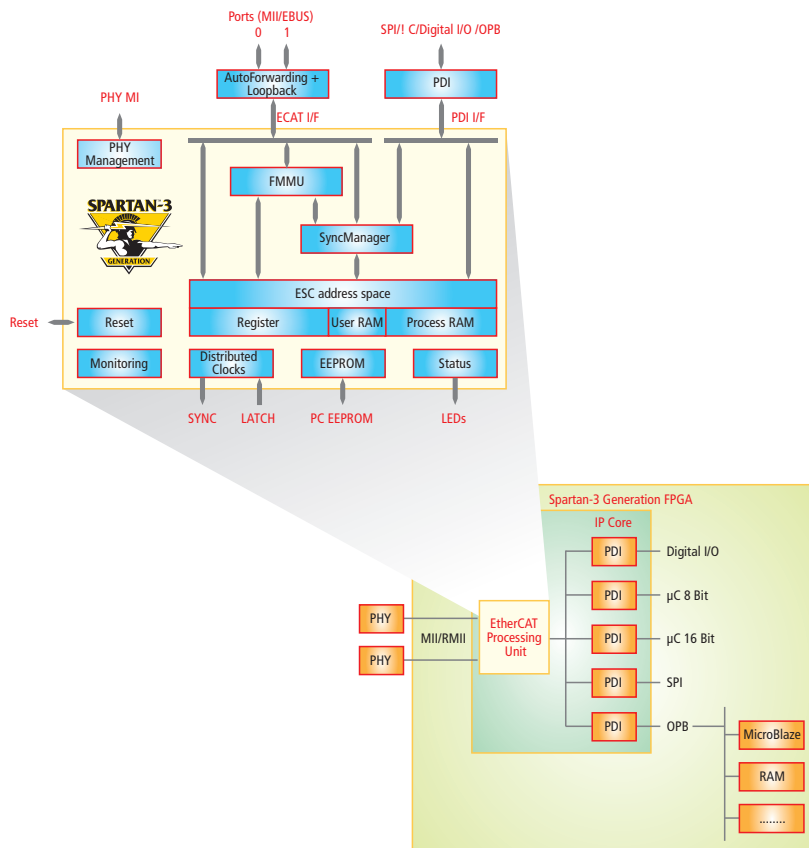 Ports (MII/EBUS)
0 1
SPI/! C/Digital I/O /OPB
AutoForwarding +
Loopback
PDI
PHY MI
ECAT I/F
PDI I/F
PHY
Management
FMMU
SPARTAN-3
GENERATION
SyncManager
ESC address space
Reset
Reset
Register
User RAM
Process RAM
Monitoring
Distributed
Clocks
EEPROM
Status
SYNC
LATCH
PC EEPROM
LEDs
Spartan-3 Generation FPGA
IP Core
PDI
Digital I/O
PDI
µC 8 Bit
PHY
MII/RMII
EtherCAT
Processing
Unit
PDI
µC 16 Bit
PHY
PDI
SPI
PDI
OPB
MicroBlaze
RAM
........